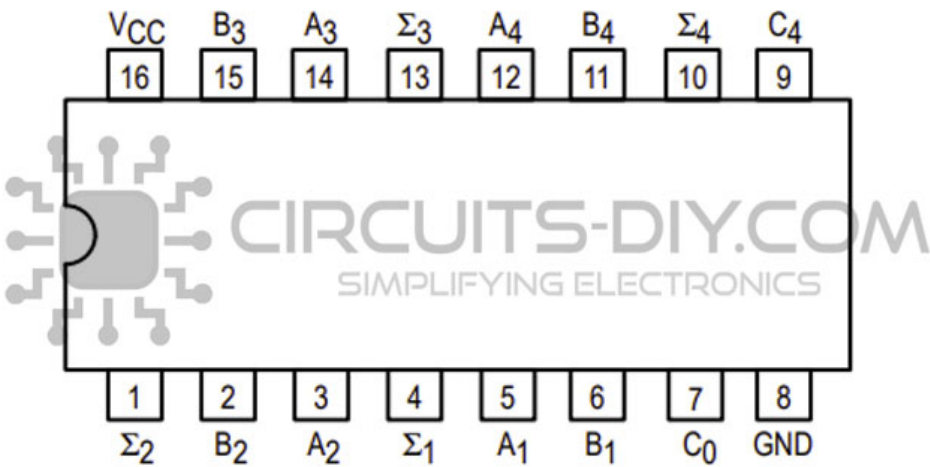 VCC B3 A3 Σ3 A4 B4 Σ4 C4
16 15 14 13 12 11 10 9
CIRCUITS-DIY.COM
SIMPLIFYING ELECTRONICS
1 2 3 4 5 6 7 8
Σ2 B2 A2 Σ1 A1 B1 C0 GND